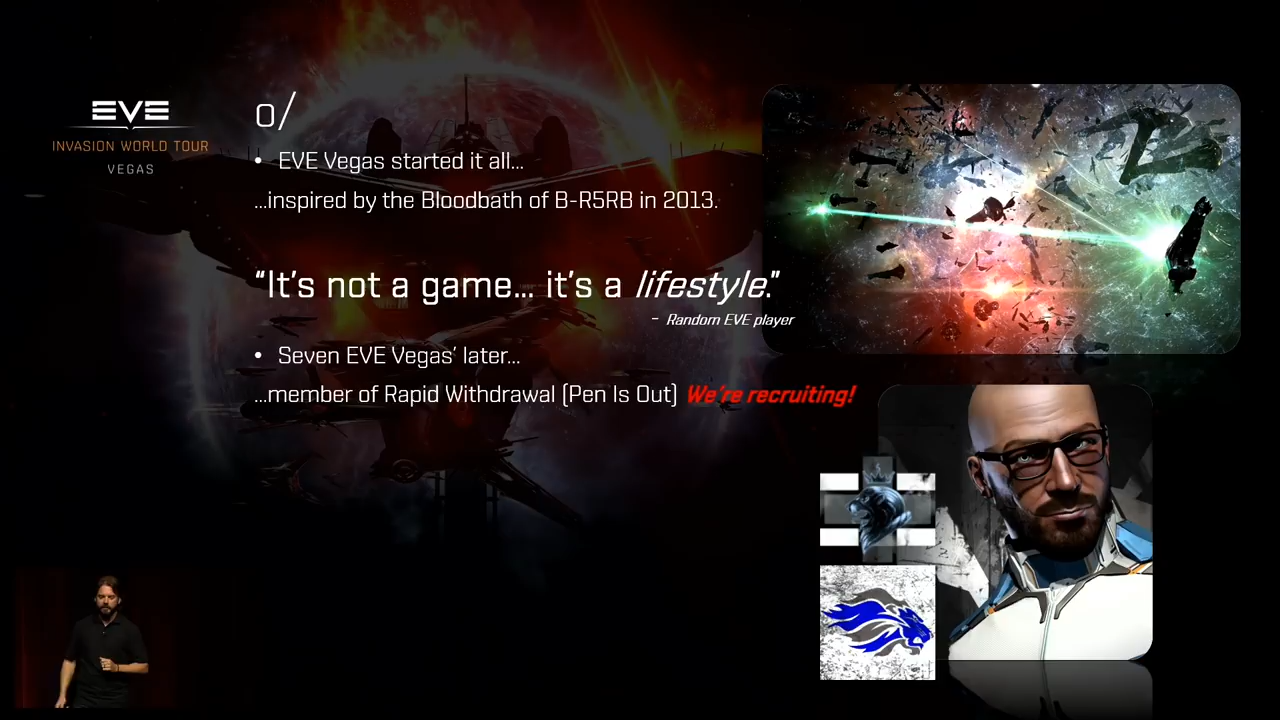 EVE
INVASION WORLD TOUR
VEGAS
o/
• EVE Vegas started it all...
...inspired by the Bloodbath of B-R5RB in 2013.
“It's not a game... it's a lifestyle.”
– Random EVE player
• Seven EVE Vegas' later...
...member of Rapid Withdrawal (Pen Is Out) We're recruiting!